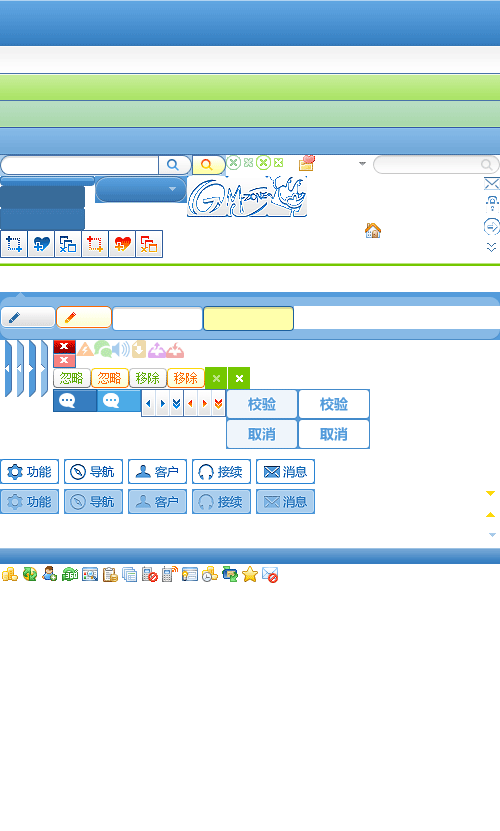 GMZONE
忽略 忽略 移除 移除
校验 校验
取消 取消
功能 导航 客户 接续 消息
功能 导航 客户 接续 消息